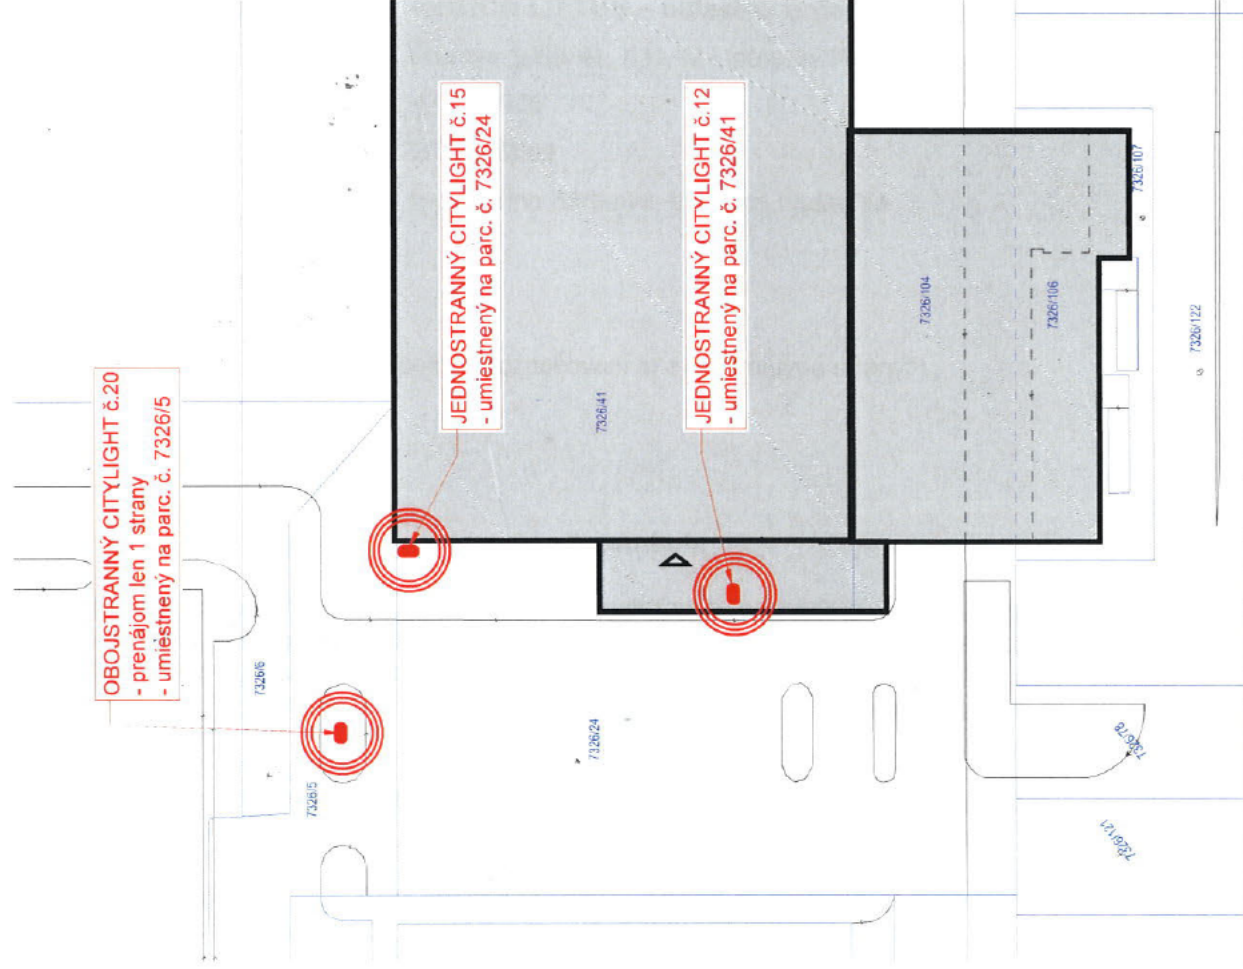 OBOJSTRANNÝ CITYLIGHT č.20
- prenájom len 1 strany
- umiestnený na parc. č. 7326/5
JEDNOSTRANNÝ CITYLIGHT č.15
- umiestnený na parc. č. 7326/24
JEDNOSTRANNÝ CITYLIGHT č.12
- umiestnený na parc. č. 7326/41
7326/41
7326/104
7326/106
7326/107
7326/122
7326/6
7326/5
7326/24
7326/78
7326/121